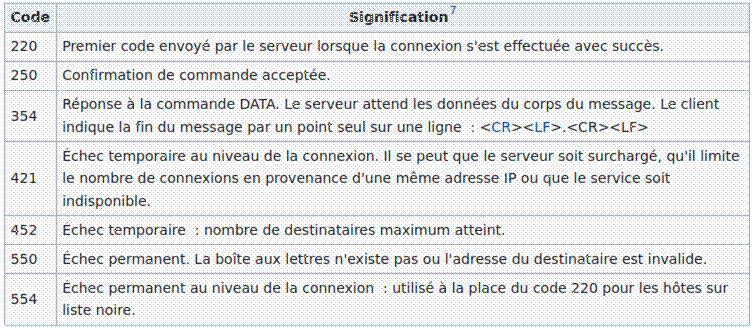 Code Signification7
220 Premier code envoyé par le serveur lorsque la connexion s'est effectuée avec succès.
250 Confirmation de commande acceptée.
354 Réponse à la commande DATA. Le serveur attend les données du corps du message. Le client
indique la fin du message par un point seul sur une ligne : <CR><LF>.<CR><LF>
421 Échec temporaire au niveau de la connexion. Il se peut que le serveur soit surchargé, qu'il limite
le nombre de connexions en provenance d'une même adresse IP ou que le service soit
indisponible.
452 Échec temporaire : nombre de destinataires maximum atteint.
550 Échec permanent. La boîte aux lettres n'existe pas ou l'adresse du destinataire est invalide.
554 Échec permanent au niveau de la connexion : utilisé à la place du code 220 pour les hôtes sur
liste noire.